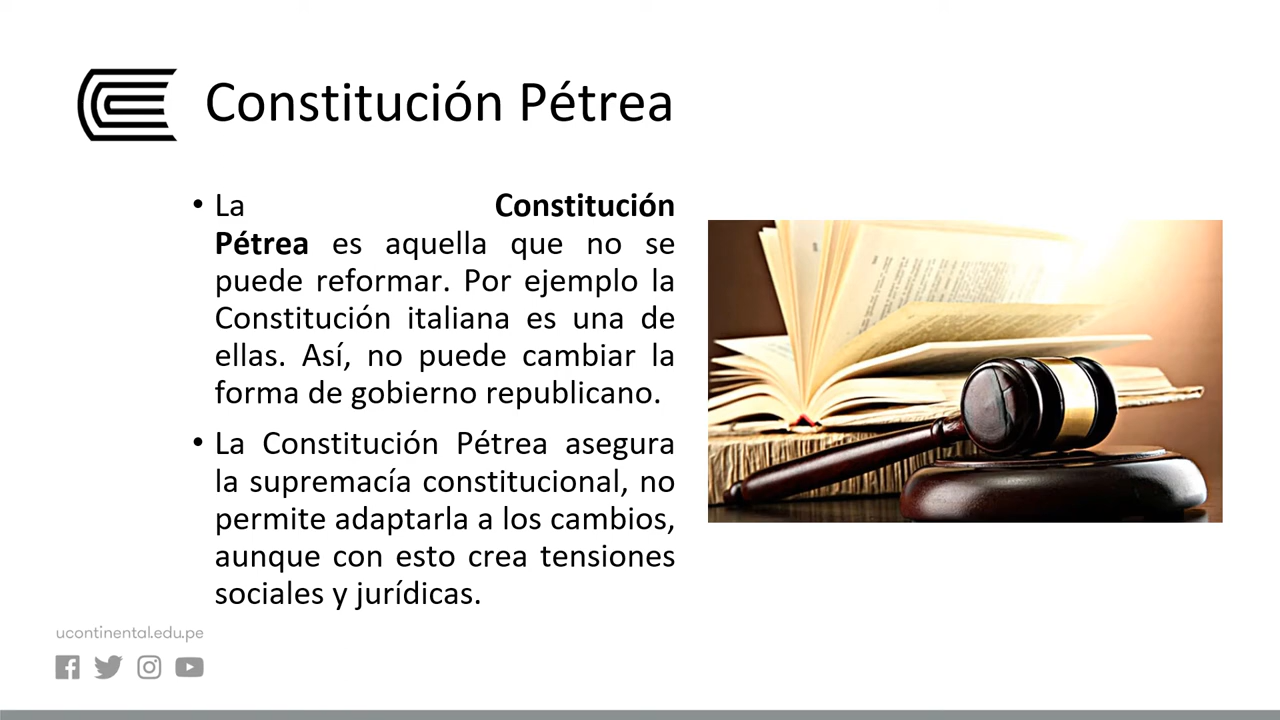 Constitución Pétrea
• La Constitución
Pétrea es aquella que no se
puede reformar. Por ejemplo la
Constitución italiana es una de
ellas. Así, no puede cambiar la
forma de gobierno republicano.
• La Constitución Pétrea asegura
la supremacía constitucional, no
permite adaptarla a los cambios,
aunque con esto crea tensiones
sociales y jurídicas.
ucontinental.edu.pe